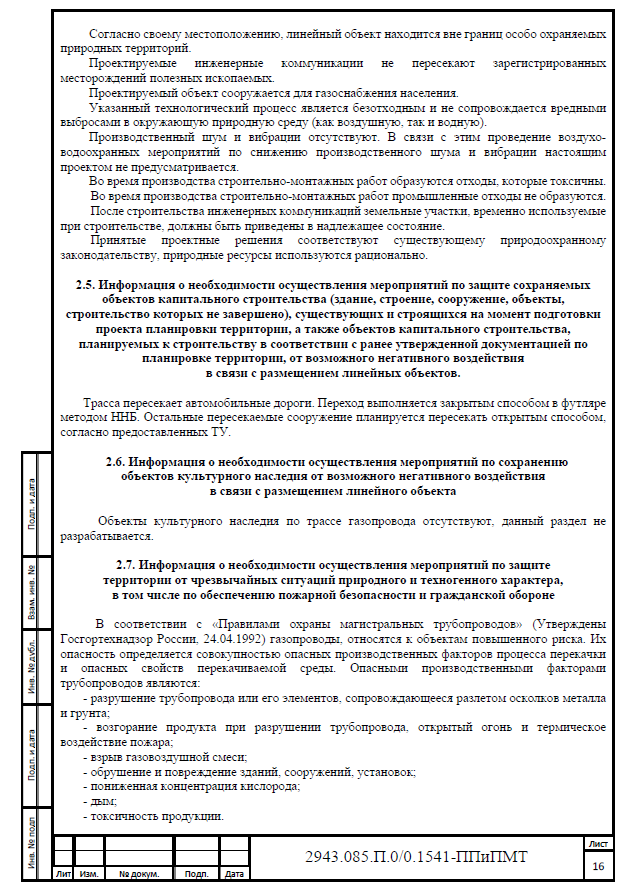 Согласно своему местоположению, линейный объект находится вне границ особо охраняемых
природных территорий.
Проектируемые инженерные коммуникации не пересекают зарегистрированных
месторождений полезных ископаемых.
Проектируемый объект сооружается для газоснабжения населения.
Указанный технологический процесс является безотходным и не сопровождается вредными
выбросами в окружающую природную среду (как воздушную, так и водную).
Производственный шум и вибрации отсутствуют. В связи с этим проведение воздухо-
водоохранных мероприятий по снижению производственного шума и вибрации настоящим
проектом не предусматривается.
Во время производства строительно-монтажных работ образуются отходы, которые токсичны.
Во время производства строительно-монтажных работ промышленные отходы не образуются.
После строительства инженерных коммуникаций земельные участки, временно используемые
при строительстве, должны быть приведены в надлежащее состояние.
Принятые проектные решения соответствуют существующему природоохранному
законодательству, природные ресурсы используются рационально.
2.5. Информация о необходимости осуществления мероприятий по защите сохраняемых
объектов капитального строительства (здание, строение, сооружение, объекты,
строительство которых не завершено), существующих и строящихся на момент подготовки
проекта планировки территории, а также объектов капитального строительства,
планируемых к строительству в соответствии с ранее утвержденной документацией по
планировке территории, от возможного негативного воздействия
в связи с размещением линейных объектов.
Трасса пересекает автомобильные дороги. Переход выполняется закрытым способом в футляре
методом ННБ. Остальные пересекаемые сооружение планируется пересекать открытым способом,
согласно предоставленных ТУ.
2.6. Информация о необходимости осуществления мероприятий по сохранению
объектов культурного наследия от возможного негативного воздействия
в связи с размещением линейного объекта
Объекты культурного наследия по трассе газопровода отсутствуют, данный раздел не
разрабатывается.
2.7. Информация о необходимости осуществления мероприятий по защите
территории от чрезвычайных ситуаций природного и техногенного характера,
в том числе по обеспечению пожарной безопасности и гражданской обороне
В соответствии с «Правилами охраны магистральных трубопроводов» (Утверждены
Госгортехнадзор России, 24.04.1992) газопроводы, относятся к объектам повышенного риска. Их
опасность определяется совокупностью опасных производственных факторов процесса перекачки
и опасных свойств перекачиваемой среды. Опасными производственными факторами
трубопроводов являются:
- разрушение трубопровода или его элементов, сопровождающееся разлетом осколков металла
и грунта;
- возгорание продукта при разрушении трубопровода, открытый огонь и термическое
воздействие пожара;
- взрыв газовоздушной смеси;
- обрушение и повреждение зданий, сооружений, установок;
- пониженная концентрация кислорода;
- дым;
- токсичность продукции.
Подп. и дата
Взам. инв. №
Инв. № дубл.
Подп. и дата
Инв. № подп
Лит Изм. № докум. Подп. Дата
2943.085.П.0/0.1541-ППиПМТ
Лист
16